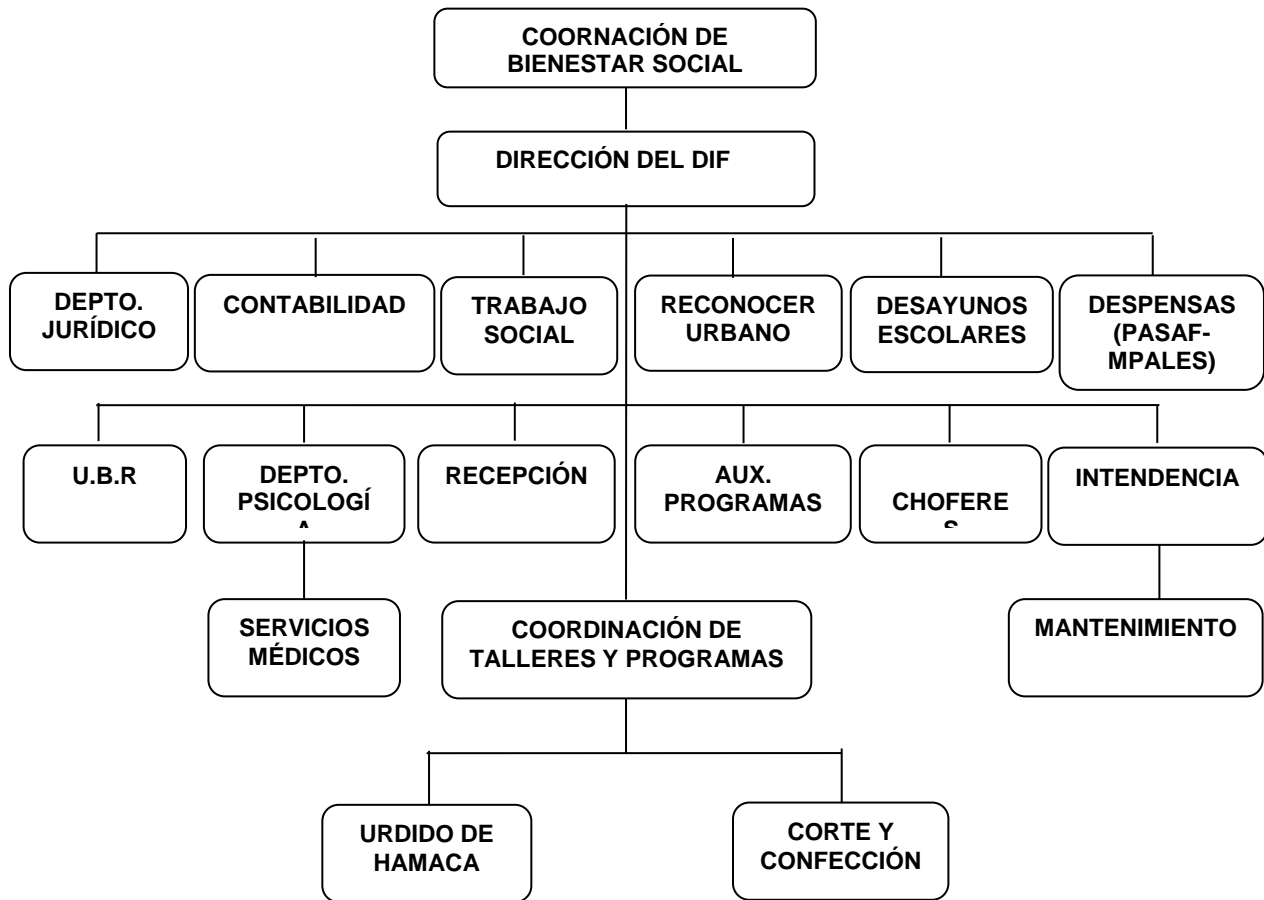 COORNACIÓN DE
BIENESTAR SOCIAL
DIRECCIÓN DEL DIF
DEPTO.
JURÍDICO
CONTABILIDAD
TRABAJO
SOCIAL
RECONOCER
URBANO
DESAYUNOS
ESCOLARES
DESPENSAS
(PASAF-
MPALES)
U.B.R
DEPTO.
PSICOLOGÍ
A
RECEPCIÓN
AUX.
PROGRAMAS
CHOFERE
S
INTENDENCIA
SERVICIOS
MÉDICOS
COORDINACIÓN DE
TALLERES Y PROGRAMAS
MANTENIMIENTO
URDIDO DE
HAMACA
CORTE Y
CONFECCIÓN